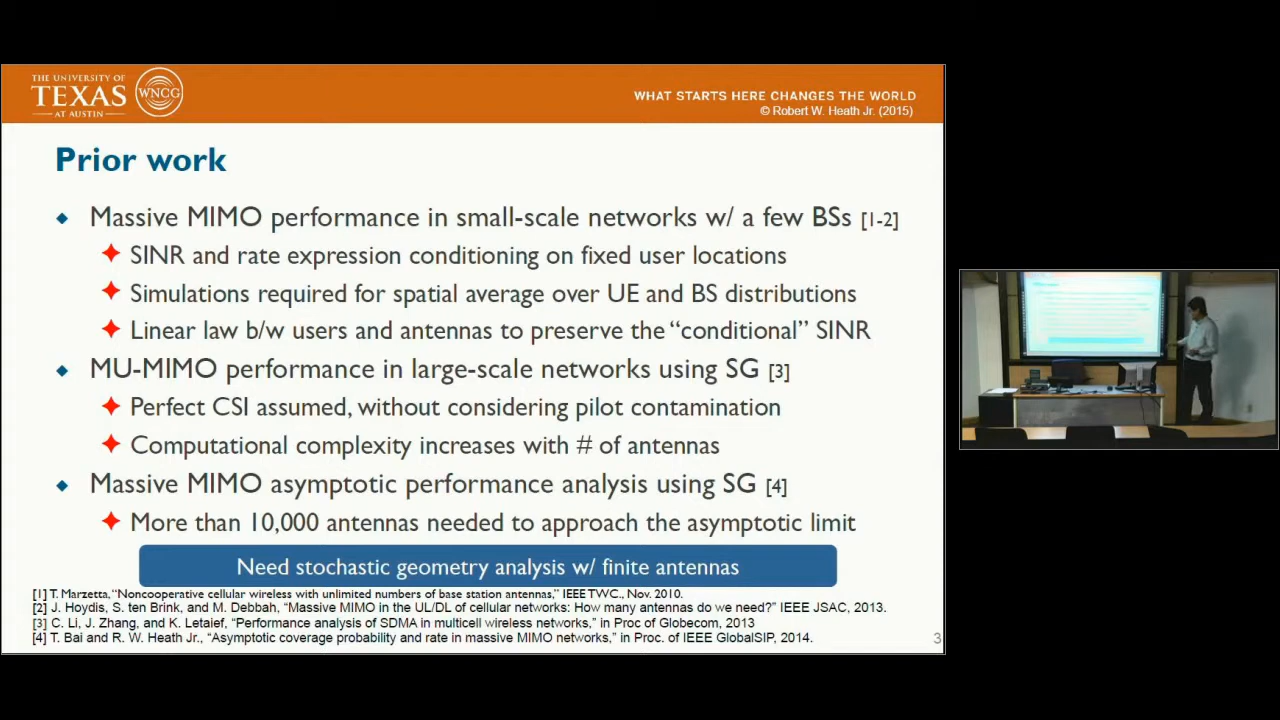 THE UNIVERSITY OF
TEXAS
AT AUSTIN
WNCG
WHAT STARTS HERE CHANGES THE WORLD
© Robert W. Heath Jr. (2015)
Prior work
Massive MIMO performance in small-scale networks w/ a few BSs [1-2]
SINR and rate expression conditioning on fixed user locations
Simulations required for spatial average over UE and BS distributions
Linear law b/w users and antennas to preserve the “conditional” SINR
MU-MIMO performance in large-scale networks using SG [3]
Perfect CSI assumed, without considering pilot contamination
Computational complexity increases with # of antennas
Massive MIMO asymptotic performance analysis using SG [4]
More than 10,000 antennas needed to approach the asymptotic limit
Need stochastic geometry analysis w/ finite antennas
[1] T. Marzetta, “Noncooperative cellular wireless with unlimited numbers of base station antennas,” IEEE TWC., Nov. 2010.
[2] J. Hoydis, S. ten Brink, and M. Debbah, “Massive MIMO in the UL/DL of cellular networks: How many antennas do we need?” IEEE JSAC, 2013.
[3] C. Li, J. Zhang, and K. Letaief, “Performance analysis of SDMA in multicell wireless networks,” in Proc of Globecom, 2013
[4] T. Bai and R. W. Heath Jr., “Asymptotic coverage probability and rate in massive MIMO networks,” in Proc. of IEEE GlobalSIP, 2014.
3